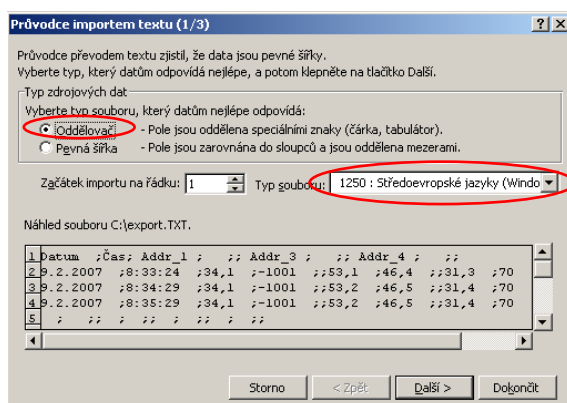 Průvodce importem textu (1/3)
Průvodce převodem textu zjistil, že data jsou pevné šířky.
Vyberte typ, který datům odpovídá nejlépe, a potom klepněte na tlačítko Další.
Typ zdrojových dat
Vyberte typ souboru, který datům nejlépe odpovídá:
Oddělovač - Pole jsou oddělena speciálními znaky (čárka, tabulátor).
Pevná šířka - Pole jsou zarovnána do sloupců a jsou oddělena mezerami.
Začátek importu na řádku: 1 Typ souboru: 1250 : Středoevropské jazyky (Windo
Náhled souboru C:\export.TXT.
1 Datum ;Čas; Addr_1 ; ;; Addr_3 ; ;; Addr_4 ; ;;
2 9.2.2007 ;8:33:24 ;34,1 ;-1001 ;;53,1 ;46,4 ;;31,3 ;70
3 9.2.2007 ;8:34:29 ;34,1 ;-1001 ;;53,2 ;46,5 ;;31,4 ;70
4 9.2.2007 ;8:35:29 ;34,1 ;-1001 ;;53,2 ;46,5 ;;31,4 ;70
5 ; ;; ; ;; ; ;; ; ;;
Storno < Zpět Další > Dokončit